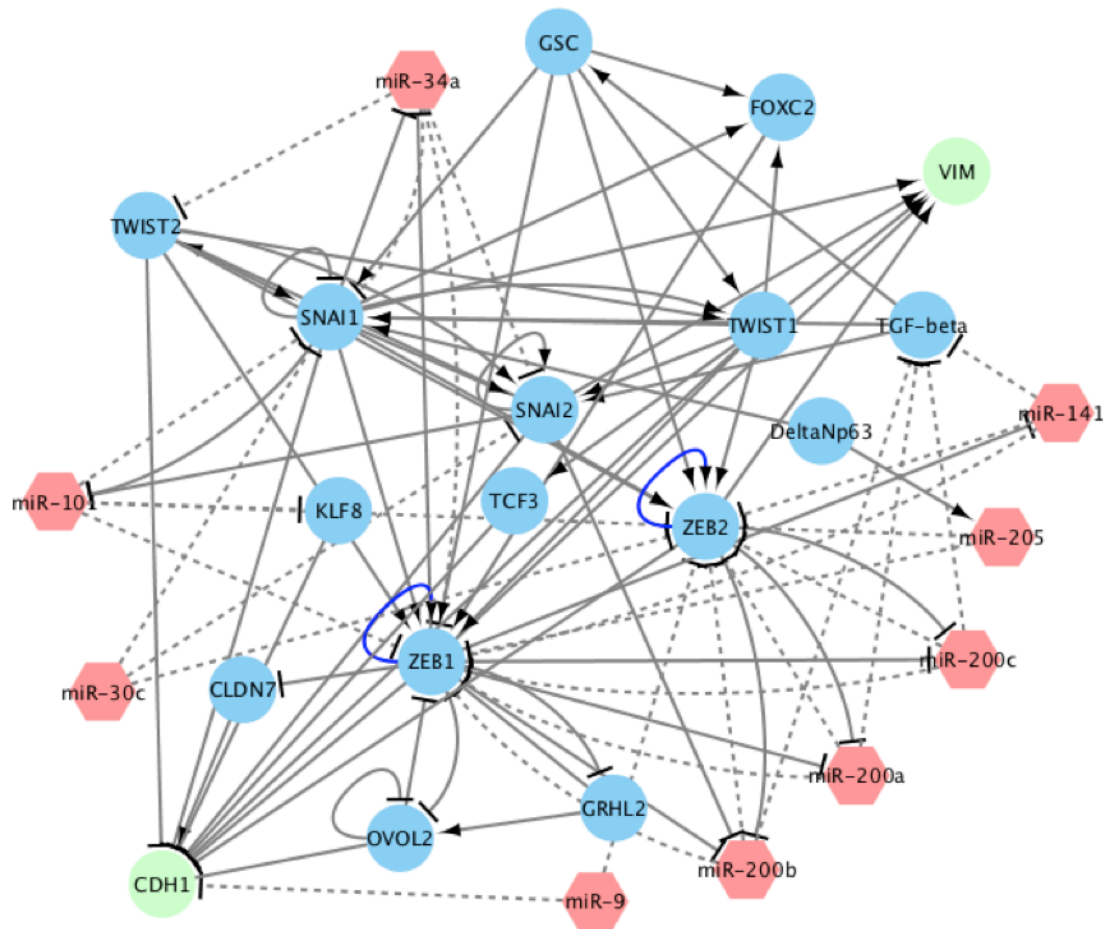 GSC
miR-34a
FOXC2
VIM
TWIST2
SNAI1
TWIST1
TGF-beta
SNAI2
miR-141
DeltaNp63
miR-101
KLF8
TCF3
ZEB2
miR-205
ZEB1
miR-200c
miR-30c
CLDN7
miR-200a
GRHL2
OVOL2
miR-200b
CDH1
miR-9